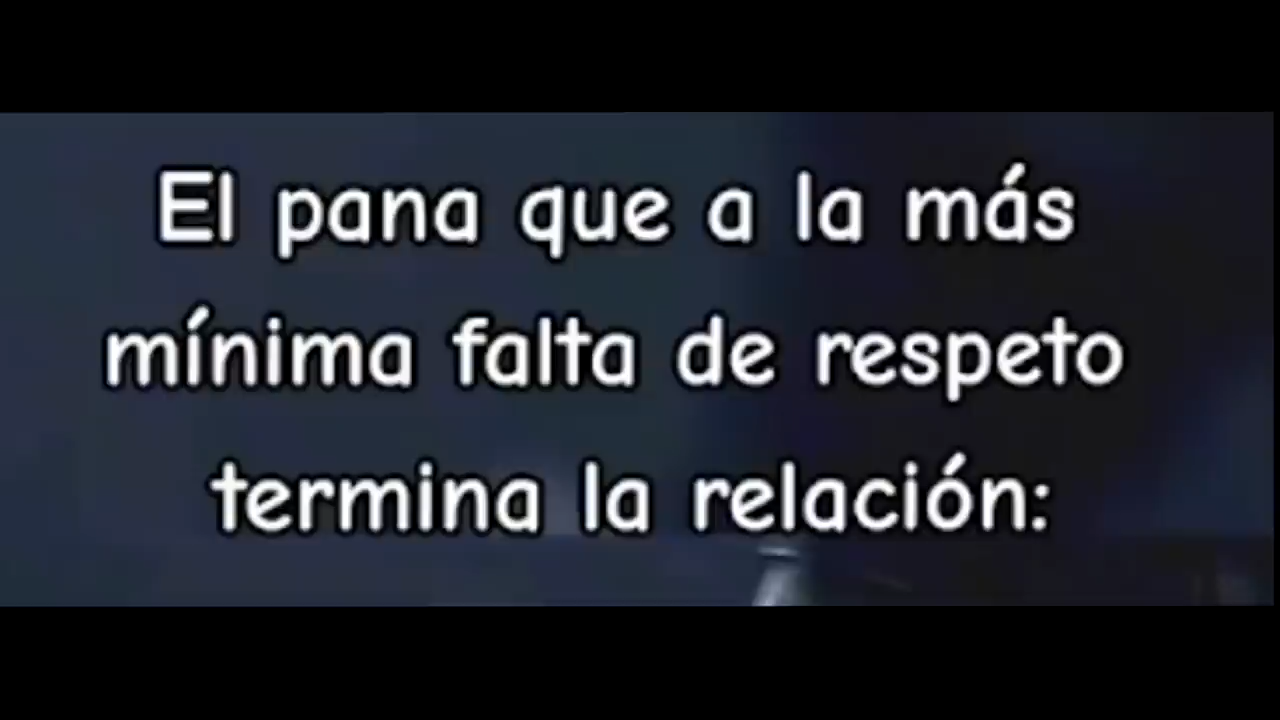 El pana que a la más
mínima falta de respeto
termina la relación: